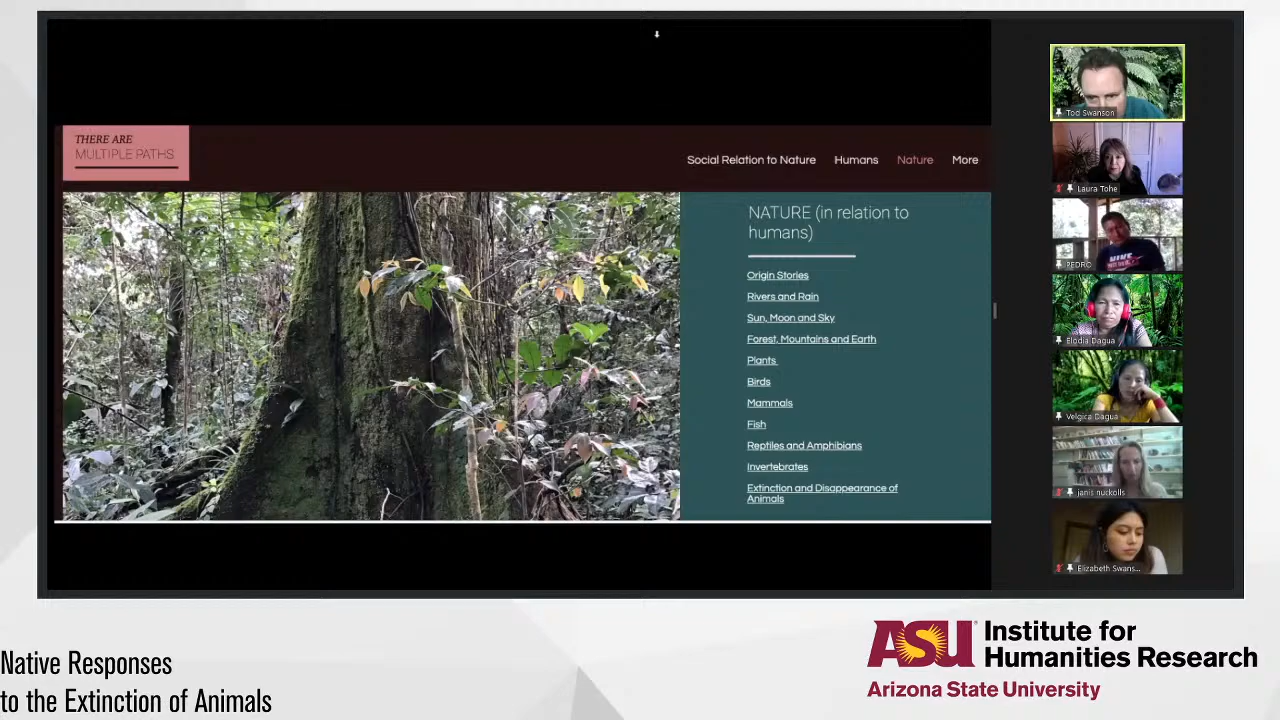 THERE ARE
MULTIPLE PATHS
Social Relation to Nature Humans Nature More
NATURE (in relation to
humans)
Origin Stories
Rivers and Rain
Sun, Moon and Sky
Forest, Mountains and Earth
Plants
Birds
Mammals
Fish
Reptiles and Amphibians
Invertebrates
Extinction and Disappearance of
Animals
Tod Swanson
Laura Tohe
PEDRO
Elodia Dagua
Velgica Dagua
janis nuckolls
Elizabeth Swans...
Native Responses
to the Extinction of Animals
ASU Institute for
Humanities Research
Arizona State University